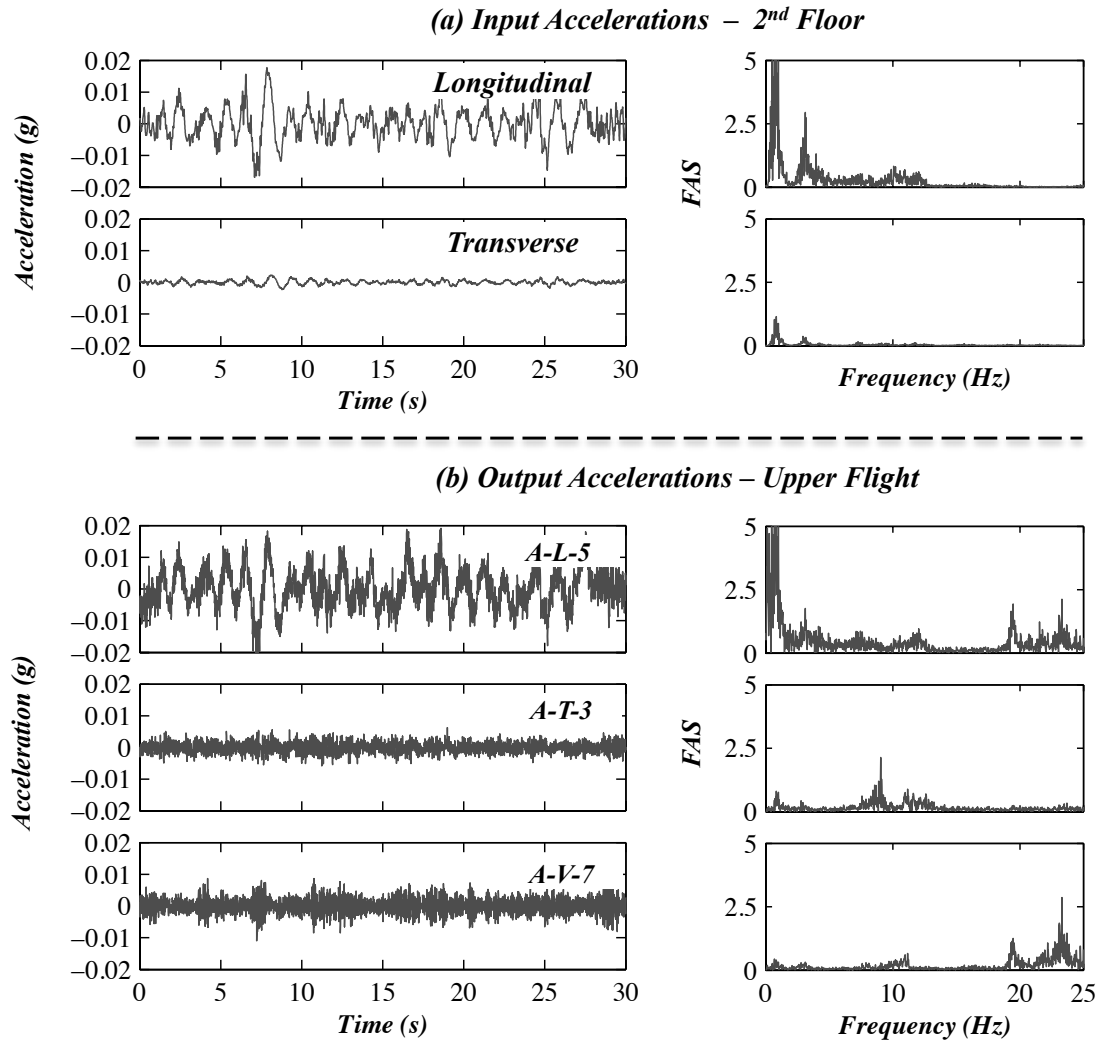 (a) Input Accelerations – 2nd Floor
Acceleration (g)
0.02
0.01
0
–0.01
–0.02
Longitudinal
FAS
5
2.5
0
0.02
0.01
0
–0.01
–0.02
Transverse
0 5 10 15 20 25 30
Time (s)
5
2.5
0
Frequency (Hz)
(b) Output Accelerations – Upper Flight
Acceleration (g)
0.02
0.01
0
–0.01
–0.02
A-L-5
FAS
5
2.5
0
0.02
0.01
0
–0.01
–0.02
A-T-3
5
2.5
0
0.02
0.01
0
–0.01
–0.02
A-V-7
0 5 10 15 20 25 30
Time (s)
5
2.5
0
0 10 20 25
Frequency (Hz)